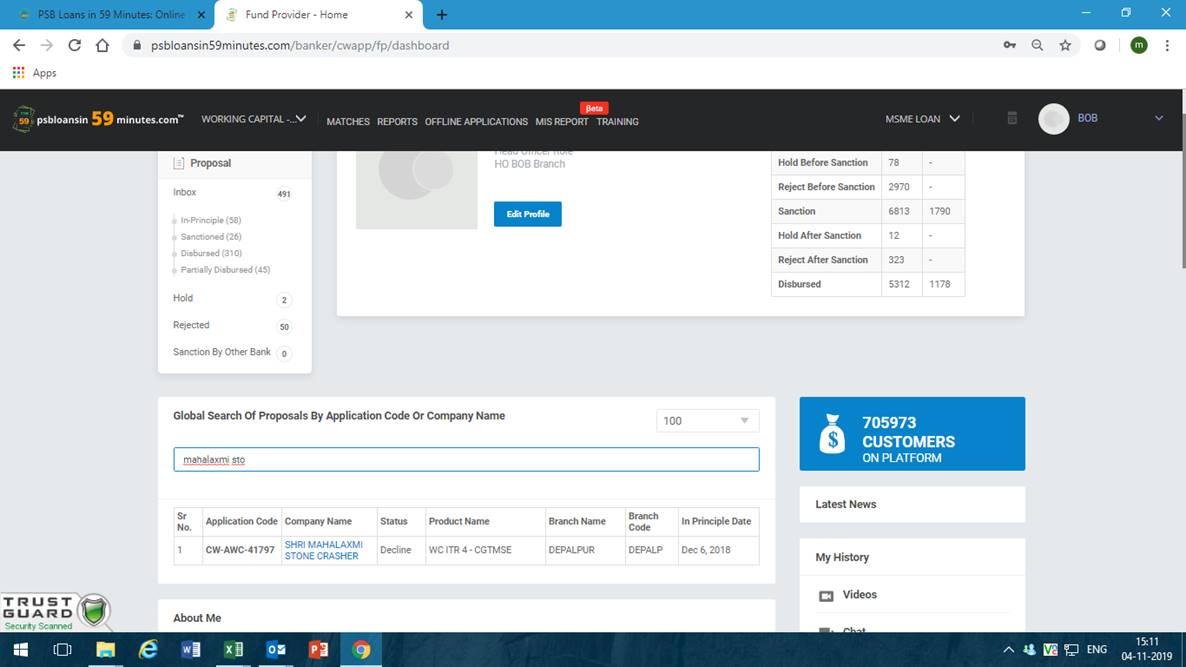 PSB Loans in 59 Minutes: Online
Fund Provider - Home
psbloansin59minutes.com/banker/cwapp/fp/dashboard
m
Apps
psbloansin 59 minutes.com™
WORKING CAPITAL -...
MATCHES
REPORTS
OFFLINE APPLICATIONS
MIS REPORT
Beta
TRAINING
MSME LOAN
BOB
Proposal
Inbox 491
In-Principle (58)
Sanctioned (26)
Disbursed (310)
Partially Disbursed (45)
Hold 2
Rejected 50
Sanction By Other Bank 0
Head Officer Role
HO BOB Branch
Edit Profile
Hold Before Sanction 78 -
Reject Before Sanction 2970 -
Sanction 6813 1790
Hold After Sanction 12 -
Reject After Sanction 323 -
Disbursed 5312 1178
Global Search Of Proposals By Application Code Or Company Name
100
mahalaxmi sto
Sr No. Application Code Company Name Status Product Name Branch Name Branch Code In Principle Date
1 CW-AWC-41797 SHRI MAHALAXMI STONE CRASHER Decline WC ITR 4 - CGTMSE DEPALPUR DEPALP Dec 6, 2018
About Me
705973
CUSTOMERS
ON PLATFORM
Latest News
My History
Videos
Chat
TRUST
GUARD
Security Scanned
ENG
15:11
04-11-2019